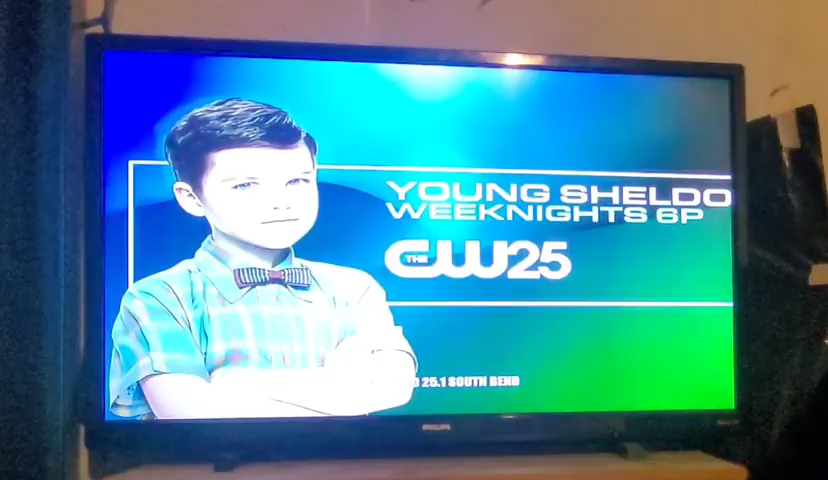 YOUNG SHELDO
WEEKNIGHTS 6P
THE CW25
25.1 SOUTH BEND
PHILIPS